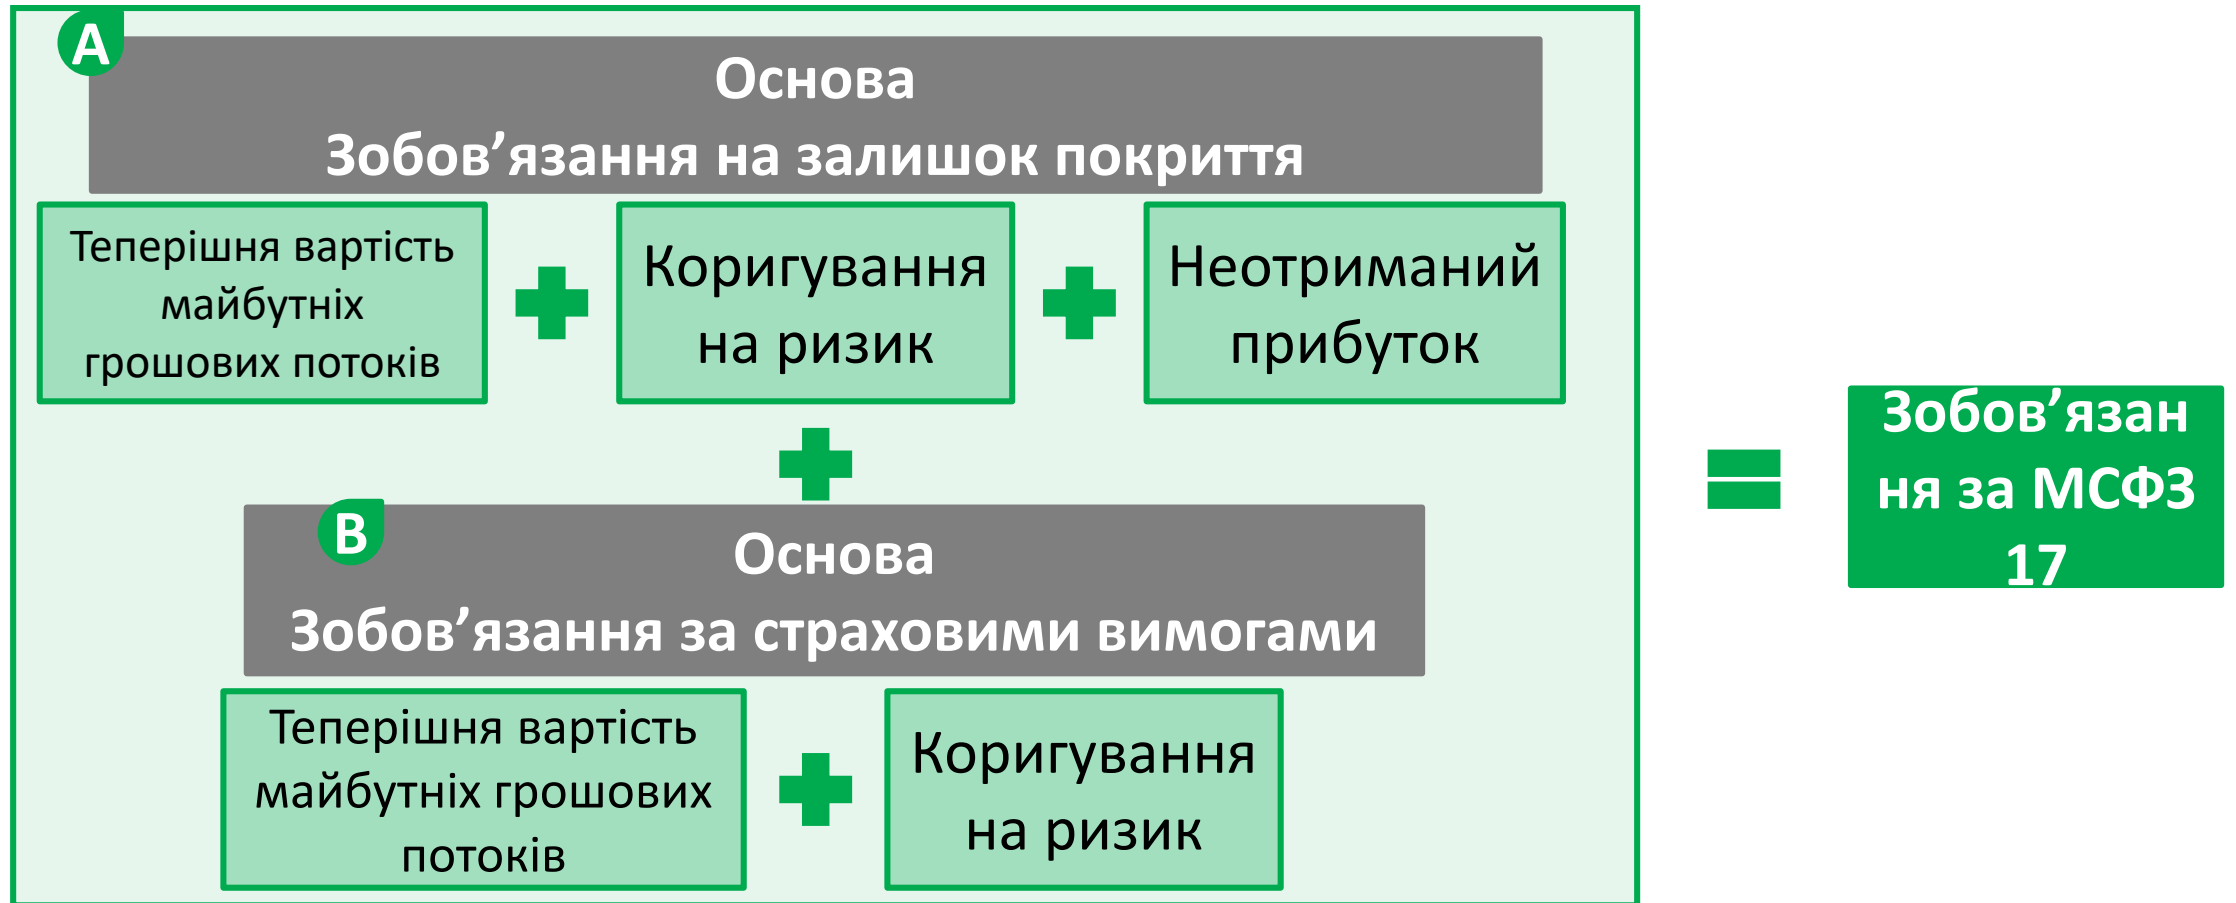 A
Основа
Зобов’язання на залишок покриття
Теперішня вартість
майбутніх
грошових потоків
Коригування
на ризик
Неотриманий
прибуток
B
Основа
Зобов’язання за страховими вимогами
Теперішня вартість
майбутніх грошових
потоків
Коригування
на ризик
Зобов’язан
ня за МСФЗ
17